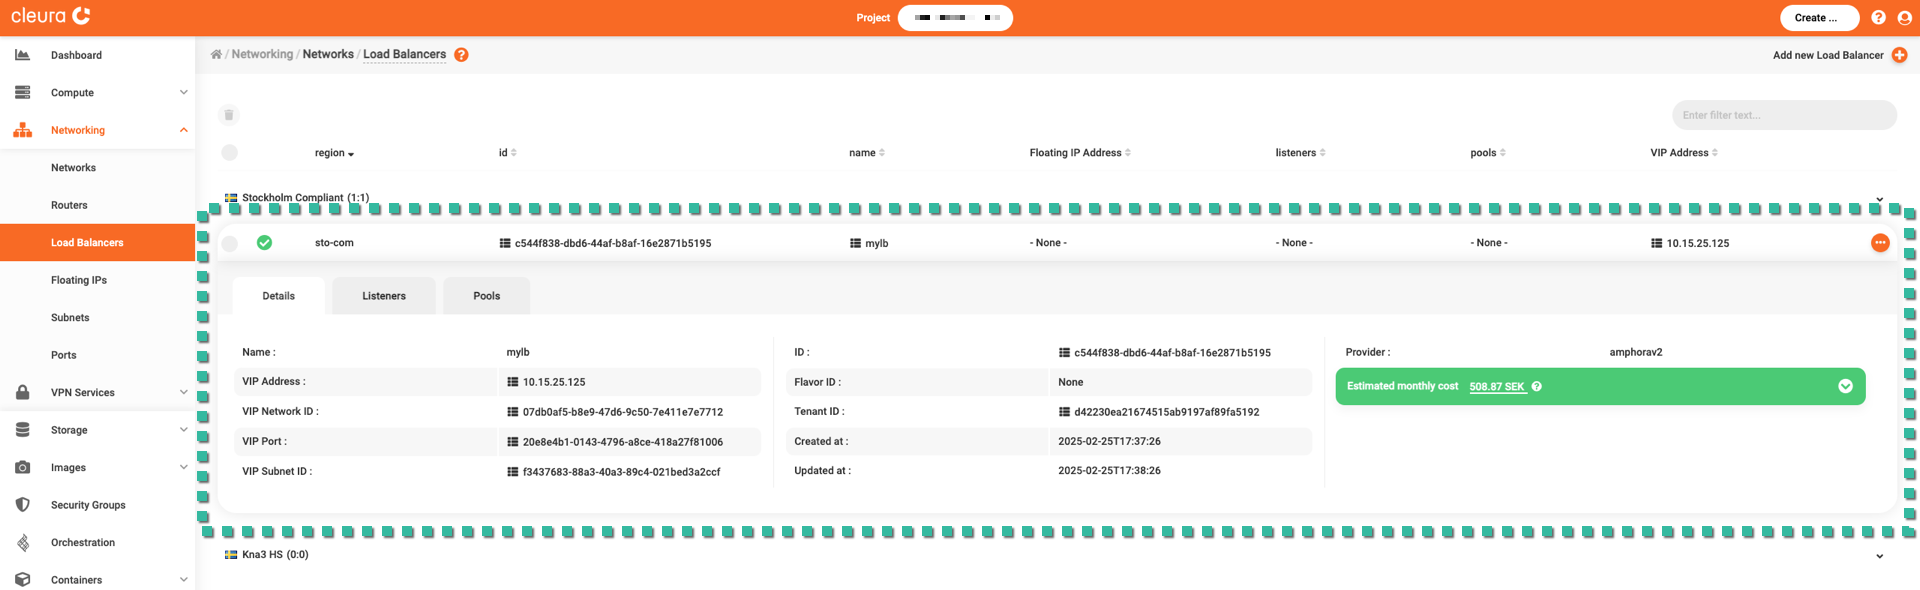 cleura
Project
Create ...
Dashboard
Compute
Networking
Networks
Routers
Load Balancers
Floating IPs
Subnets
Ports
VPN Services
Storage
Images
Security Groups
Orchestration
Containers
/ Networking / Networks / Load Balancers ?
Add new Load Balancer
Enter filter text...
region id name Floating IP Address listeners pools VIP Address
Stockholm Compliant (1:1)
sto-com c544f838-dbd6-44af-b8af-16e2871b5195 mylb - None - - None - - None - 10.15.25.125
Details Listeners Pools
Name : mylb
VIP Address : 10.15.25.125
VIP Network ID : 07db0af5-b8e9-47d6-9c50-7e411e7e7712
VIP Port : 20e8e4b1-0143-4796-a8ce-418a27f81006
VIP Subnet ID : f3437683-88a3-40a3-89c4-021bed3a2ccf
ID : c544f838-dbd6-44af-b8af-16e2871b5195
Flavor ID : None
Tenant ID : d42230ea21674515ab9197af89fa5192
Created at : 2025-02-25T17:37:26
Updated at : 2025-02-25T17:38:26
Provider : amphorav2
Estimated monthly cost 508.87 SEK ?
Kna3 HS (0:0)